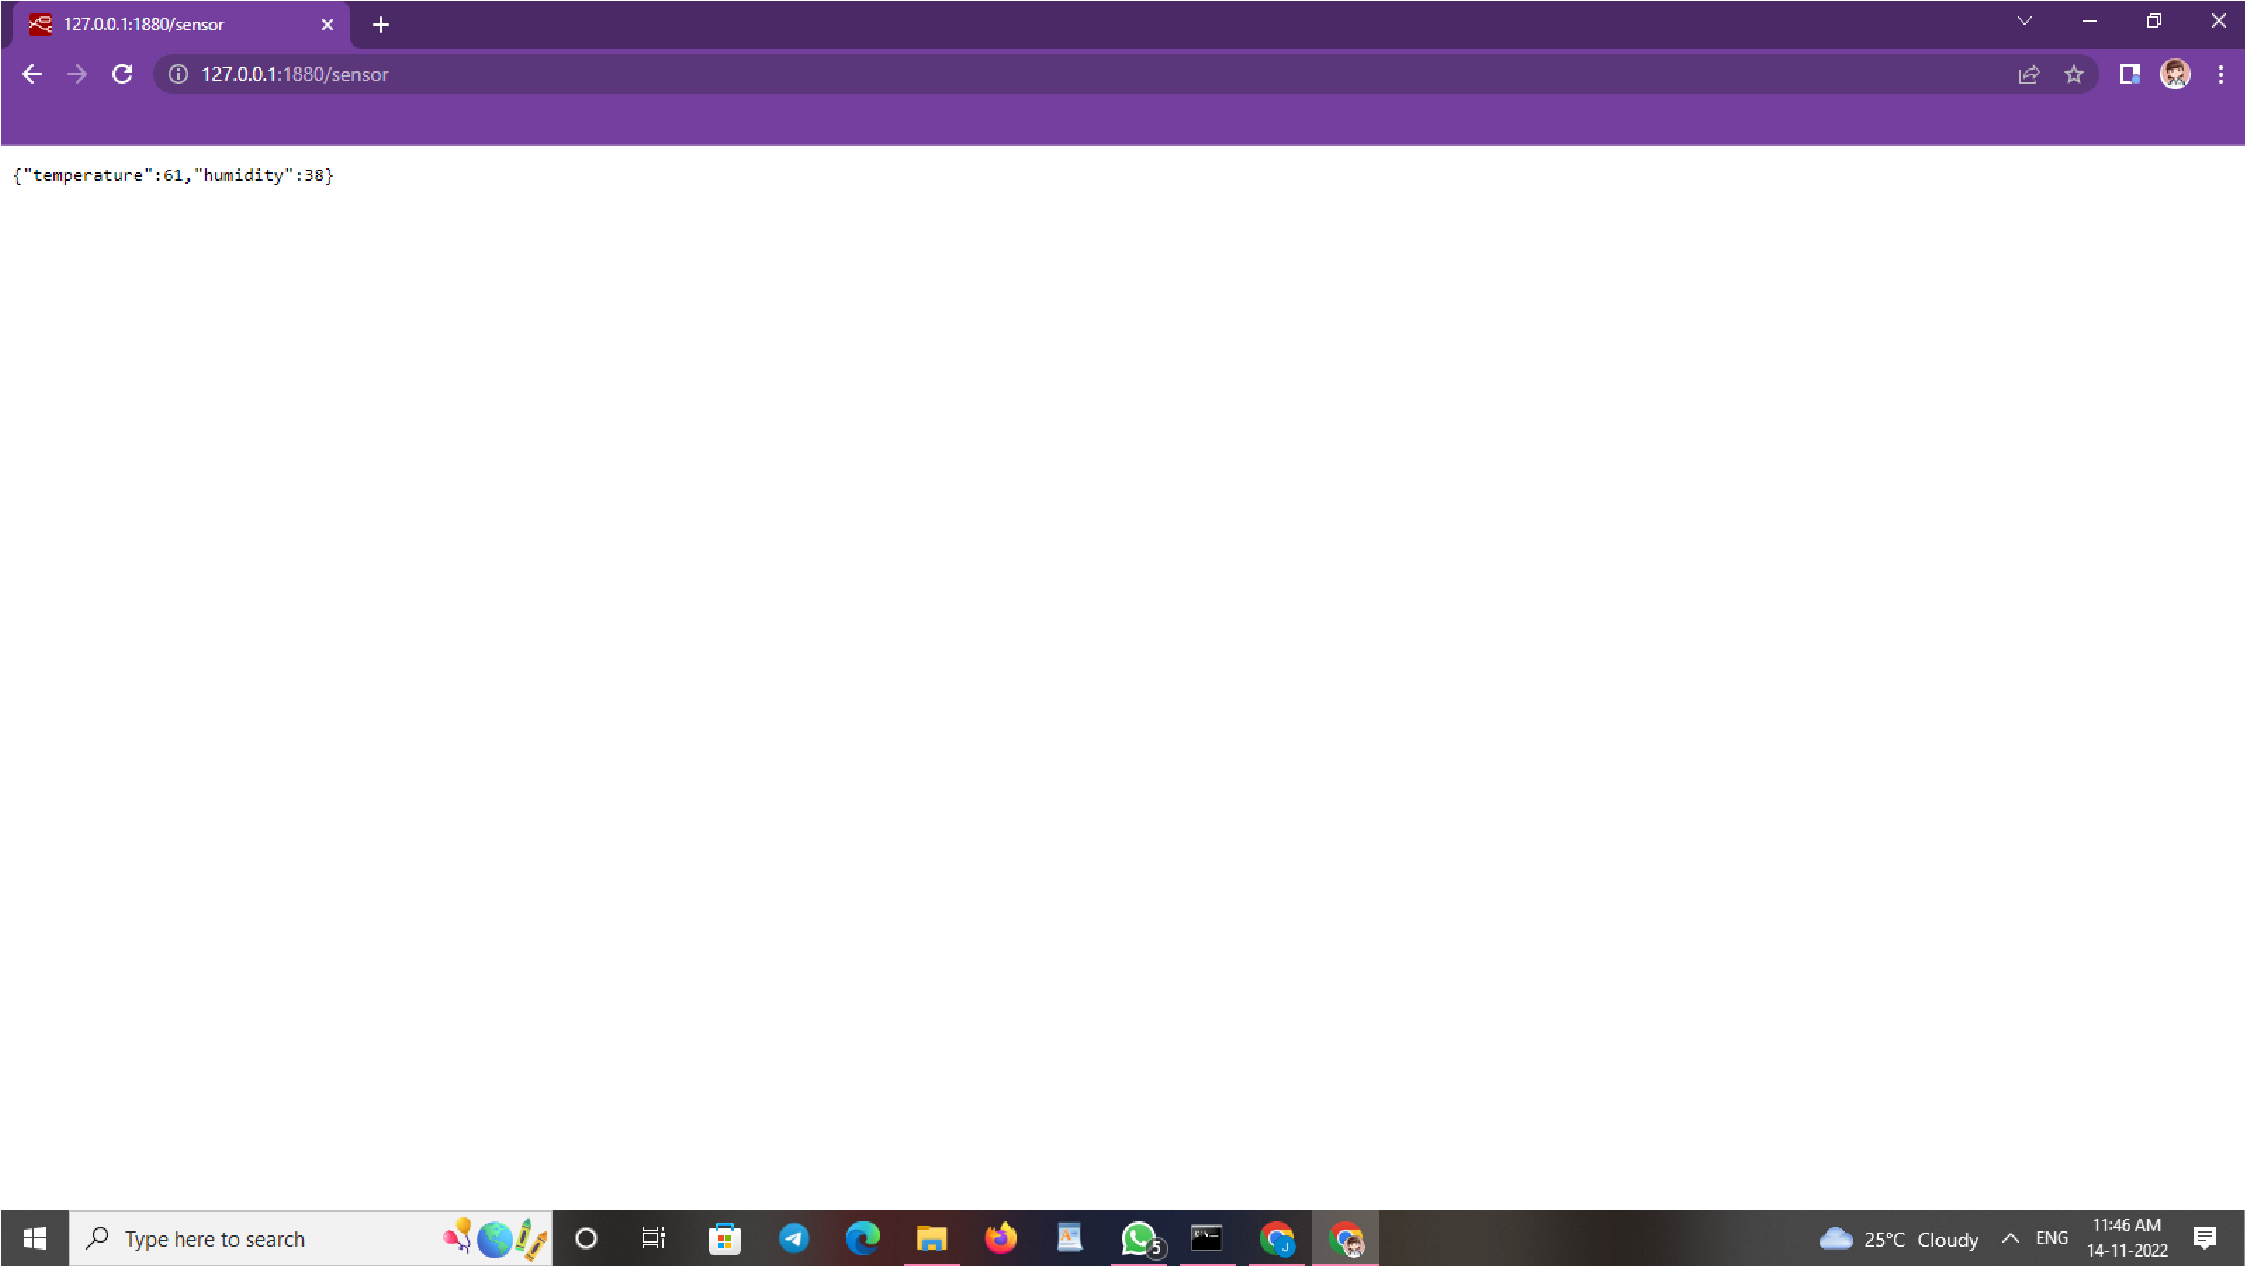 127.0.0.1:1880/sensor
127.0.0.1:1880/sensor
{"temperature":61,"humidity":38}
Type here to search
5
J
25°C Cloudy
ENG
11:46 AM
14-11-2022